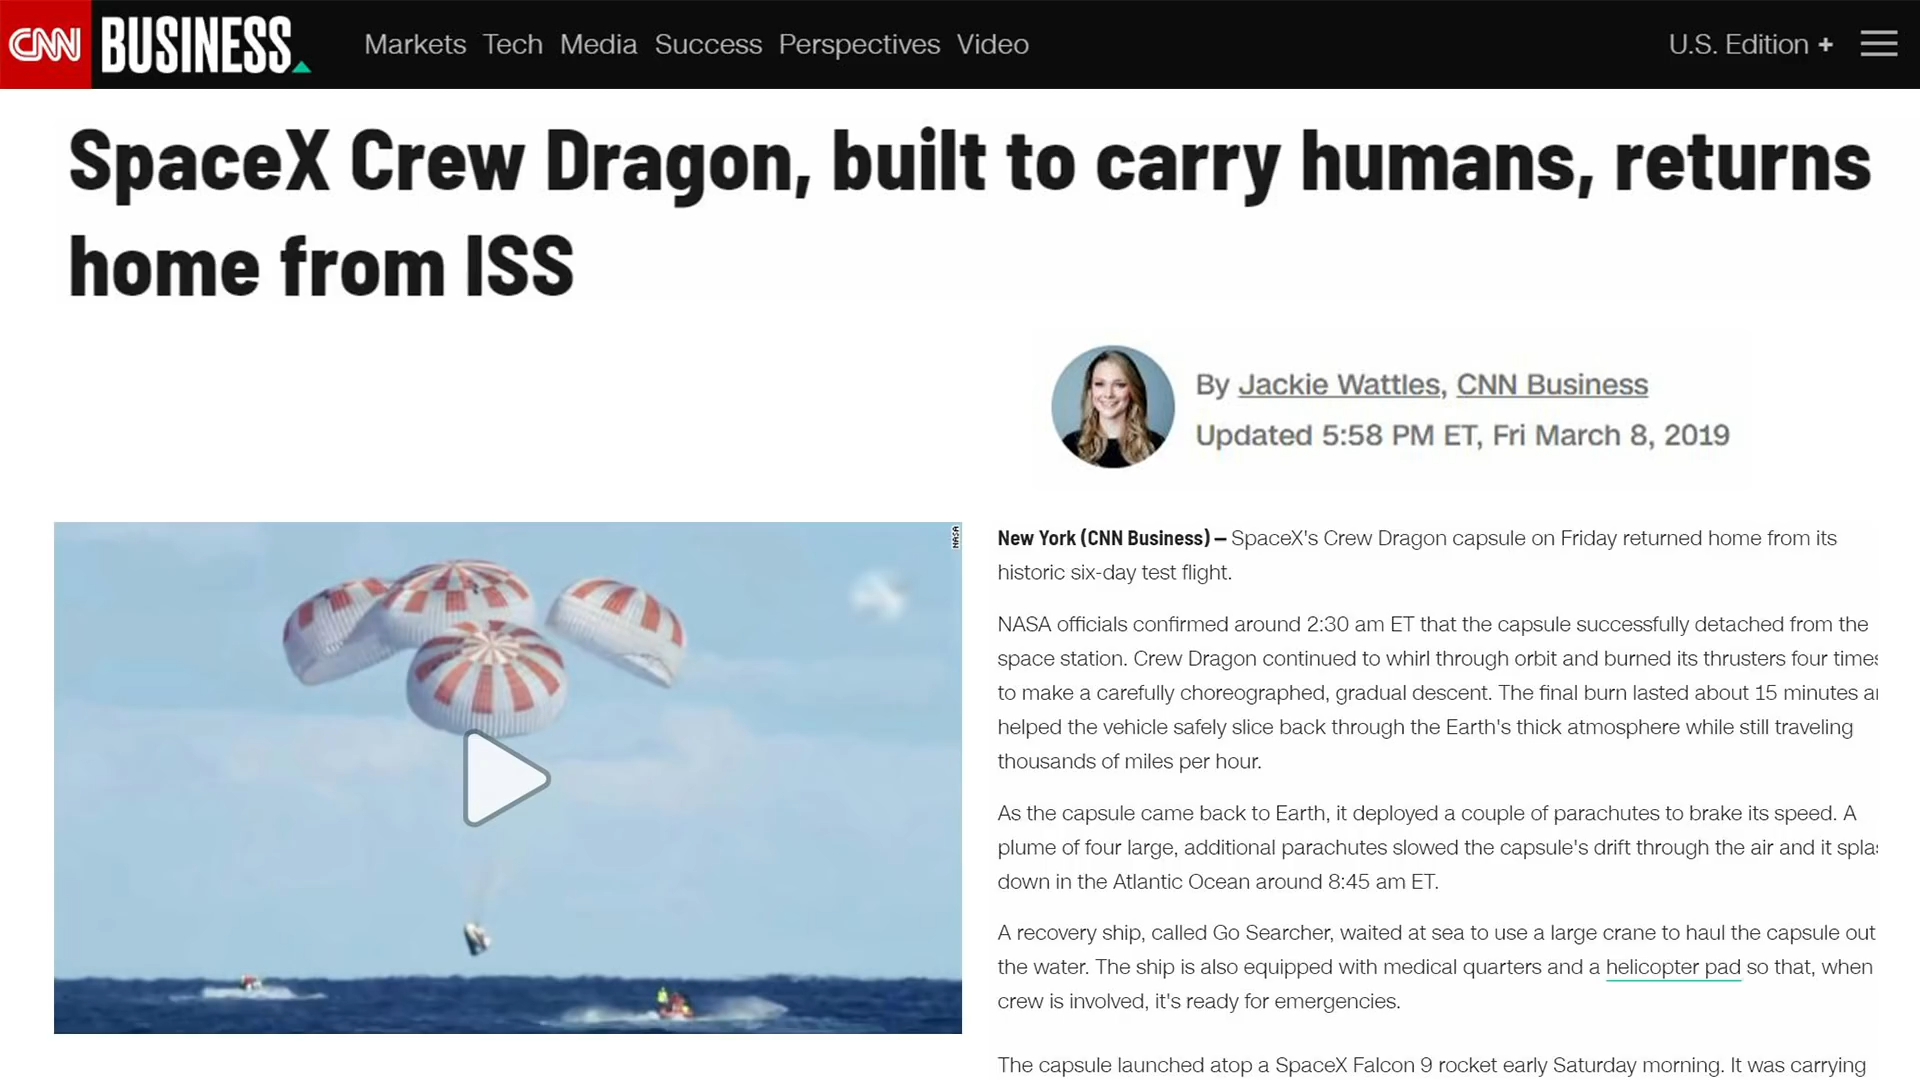 CNN BUSINESS Markets Tech Media Success Perspectives Video U.S. Edition +
SpaceX Crew Dragon, built to carry humans, returns
home from ISS
By Jackie Wattles, CNN Business
Updated 5:58 PM ET, Fri March 8, 2019
NASA
New York (CNN Business) — SpaceX's Crew Dragon capsule on Friday returned home from its
historic six-day test flight.
NASA officials confirmed around 2:30 am ET that the capsule successfully detached from the
space station. Crew Dragon continued to whirl through orbit and burned its thrusters four times
to make a carefully choreographed, gradual descent. The final burn lasted about 15 minutes
helped the vehicle safely slice back through the Earth's thick atmosphere while still traveling
thousands of miles per hour.
As the capsule came back to Earth, it deployed a couple of parachutes to brake its speed. A
plume of four large, additional parachutes slowed the capsule's drift through the air and it
down in the Atlantic Ocean around 8:45 am ET.
A recovery ship, called Go Searcher, waited at sea to use a large crane to haul the capsule out
the water. The ship is also equipped with medical quarters and a helicopter pad so that, when
crew is involved, it's ready for emergencies.
The capsule launched atop a SpaceX Falcon 9 rocket early Saturday morning. It was carrying